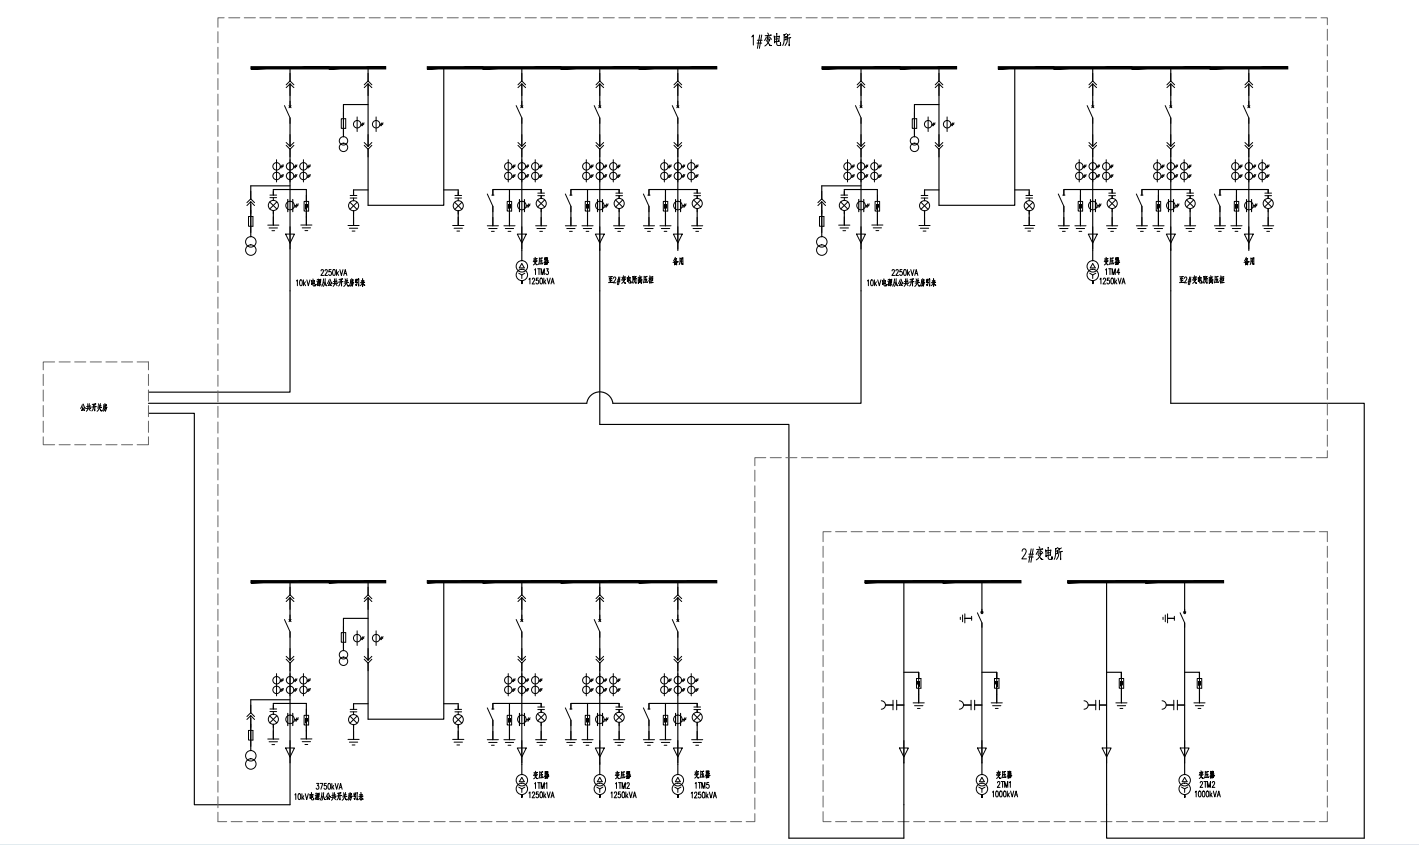 1#变电所
2250kVA
10kV电源从公共开关房引来
变压器
1TM3
1250kVA
至2#变电所高压柜
备用
2250kVA
10kV电源从公共开关房引来
变压器
1TM4
1250kVA
至2#变电所高压柜
备用
公共开关房
2#变电所
3750kVA
10kV电源从公共开关房引来
变压器
1TM1
1250kVA
变压器
1TM2
1250kVA
变压器
1TM5
1250kVA
变压器
2TM1
1000kVA
变压器
2TM2
1000kVA